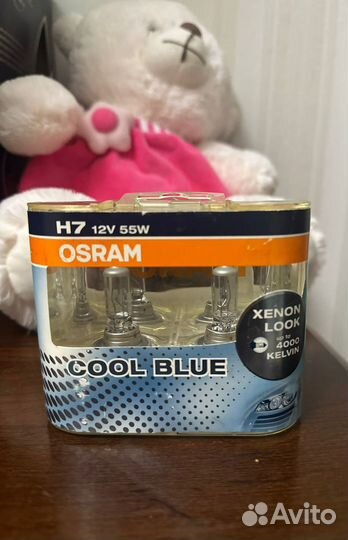 H7 12V 55W
OSRAM
XENON
LOOK
up to
4000
KELVIN
COOL BLUE
Avito